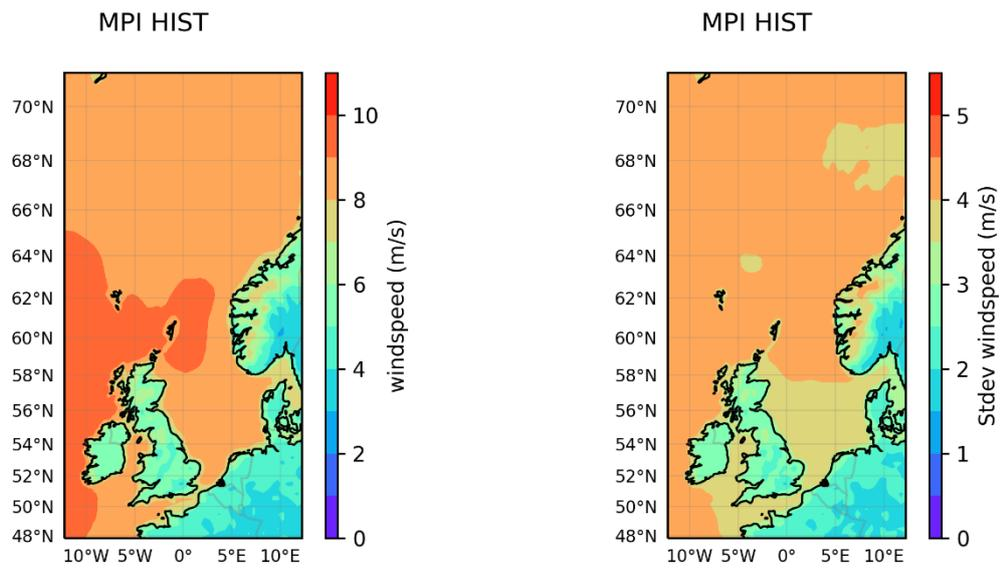 MPI HIST
70°N
68°N
66°N
64°N
62°N
60°N
58°N
56°N
54°N
52°N
50°N
48°N
10°W 5°W 0° 5°E 10°E
10
8
6
4
2
0
windspeed (m/s)
MPI HIST
70°N
68°N
66°N
64°N
62°N
60°N
58°N
56°N
54°N
52°N
50°N
48°N
10°W 5°W 0° 5°E 10°E
5
4
3
2
1
0
Stdev windspeed (m/s)